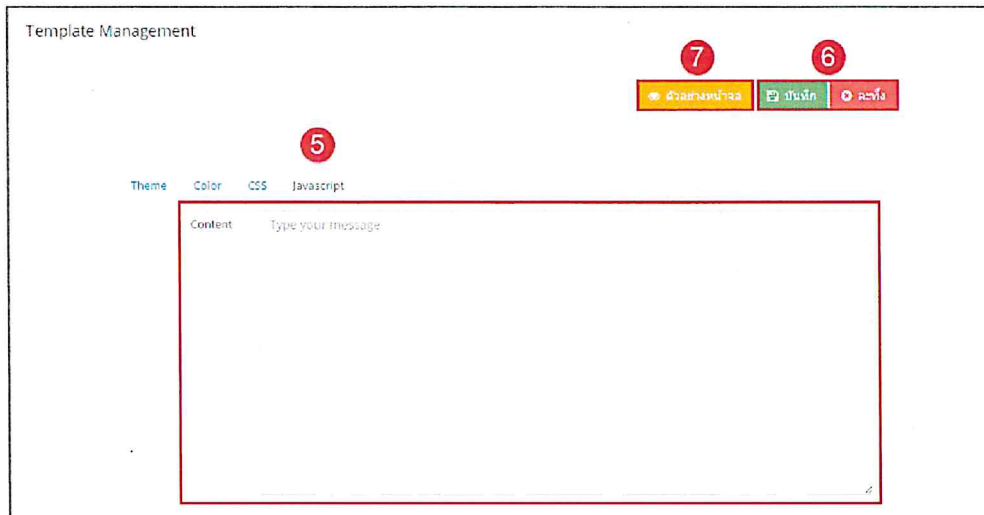 Template Management
7 6
ตัวอย่างหน้าจอ บันทึก ละทิ้ง
5
Theme Color CSS Javascript
Content Type your message